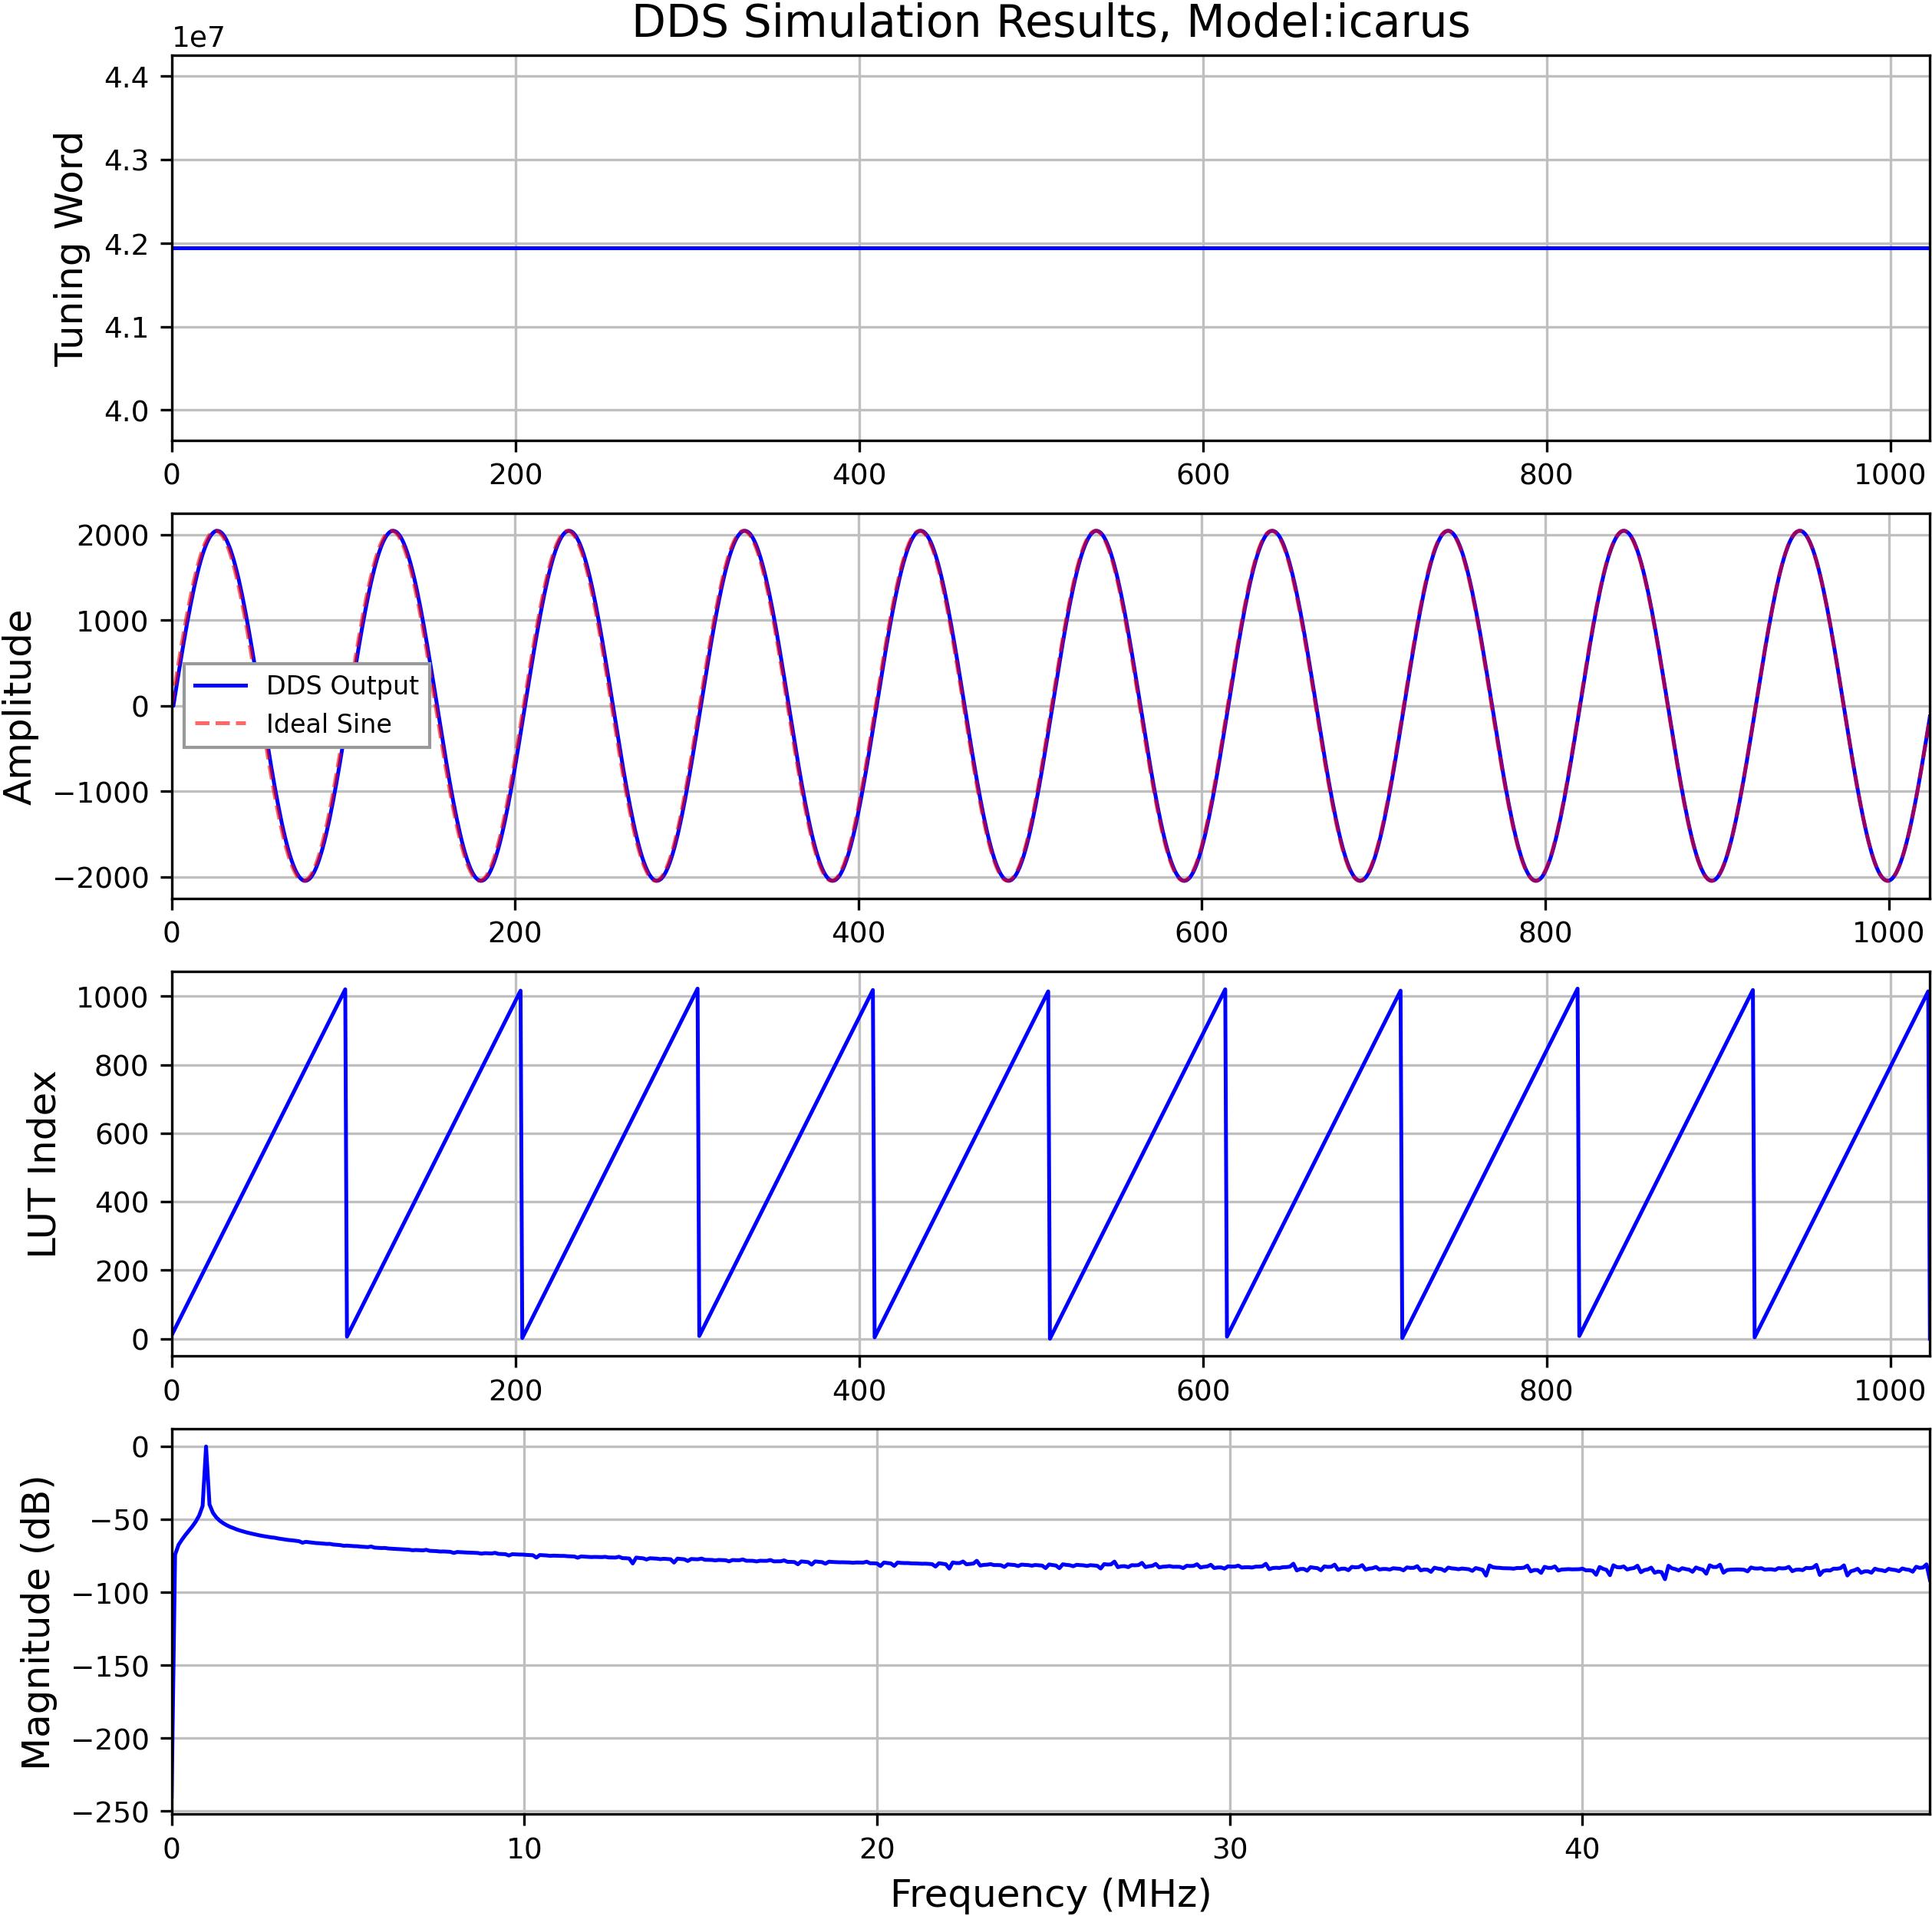 DDS Simulation Results, Model:icarus
1e7
4.4
4.3
4.2
4.1
4.0
Tuning Word
0 200 400 600 800 1000
2000
1000
0
−1000
−2000
Amplitude
DDS Output
Ideal Sine
0 200 400 600 800 1000
1000
800
600
400
200
0
LUT Index
0 200 400 600 800 1000
0
−50
−100
−150
−200
−250
Magnitude (dB)
0 10 20 30 40
Frequency (MHz)